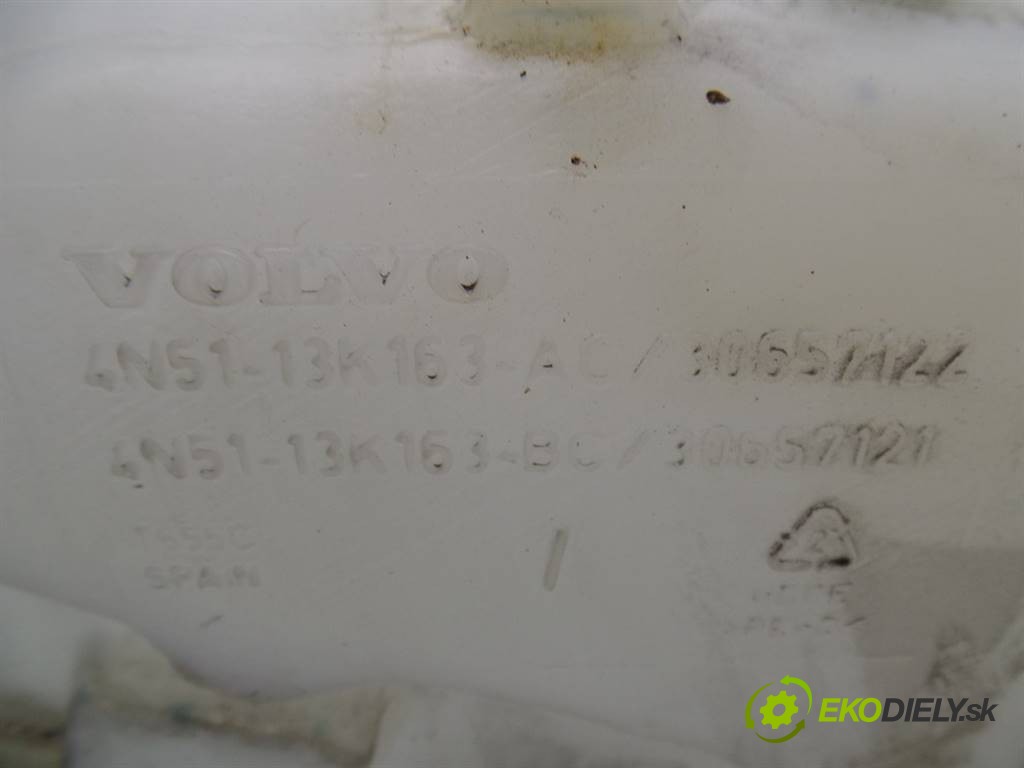 VOLVO
4N51-13K163-AC/30657122
4N51-13K163-BC/30657121
SPAIN
EKODIELY.sk